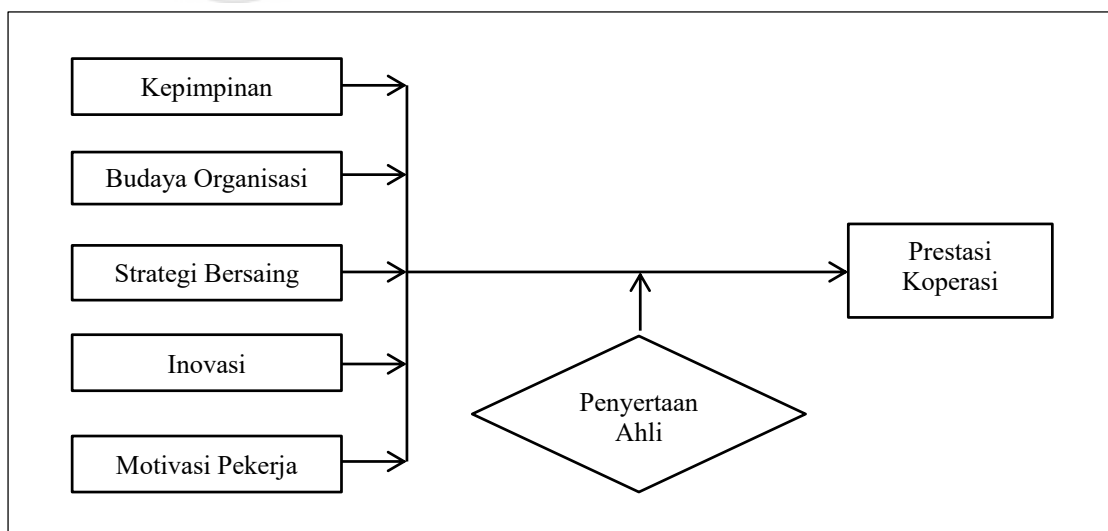 Kepimpinan
Budaya Organisasi
Strategi Bersaing
Inovasi
Motivasi Pekerja
Penyertaan
Ahli
Prestasi
Koperasi